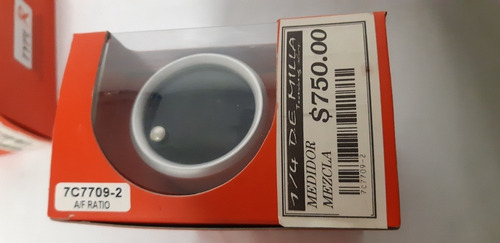 7C7709-2
A/F RATIO
1/4 DE MILLA
MEDIDOR
MEZCLA
$750.00
7C7709-2